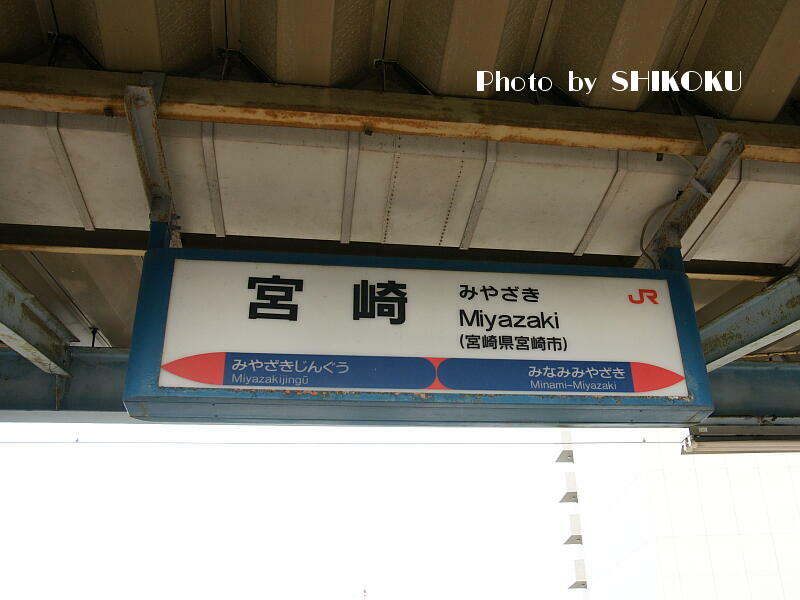 Photo by SHIKOKU
宮崎
みやざき
Miyazaki
(宮崎県宮崎市)
JR
みやざきじんぐう
Miyazakijingū
みなみみやざき
Minami-Miyazaki